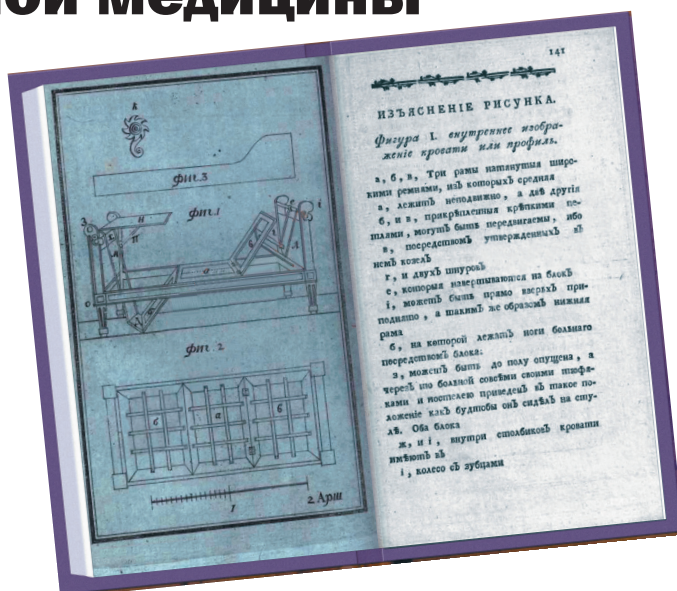 ой медицины
k
фиг. 3
фиг. 1
З
н
п
а
і
л
фиг. 2
б
а
в
1
2 Арш
141
ИЗЪЯСНЕНІЕ РИСУНКА.
Фигура I. внутреннее изобра-
женіе кровати или профиль.
а, б, в, Три рамы натянутыя широ-
кими ремнями, изъ которыхъ средняя
а, лежитъ неподвижно, а двѣ другія
б, и в, прикрѣпленныя крѣпкими пе-
тлями, могутъ быть передвигаемы, ибо
в, посредствомъ утвержденныхъ въ
немъ козелъ
г, и двухъ шнуровъ
е, которыя навертываются на блокъ
і, можетъ быть прямо вверьхъ при-
поднято, а такимъ же образомъ нижняя
рама
б, на которой лежатъ ноги больнаго
посредствомъ блока:
з, можетъ быть до полу опущена, а
черезъ то больной совсѣми своими тюфя-
ками и постелею приведенъ въ такое по-
ложеніе какъ будтобы онъ сидѣлъ на сту-
лѣ. Оба блока
ж, и і, внутри столбиковъ кровати
имѣютъ въ
і, колесо съ зубцами